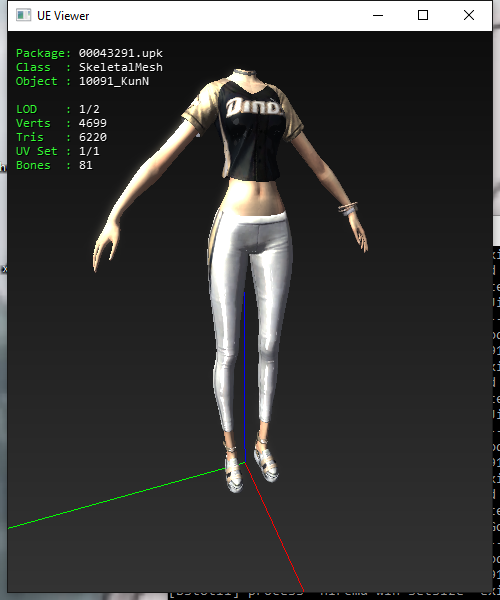 UE Viewer
Package: 00043291.upk
Class : SkeletalMesh
Object : 10091_KunN
LOD : 1/2
Verts : 4699
Tris : 6220
UV Set : 1/1
Bones : 81
Dino